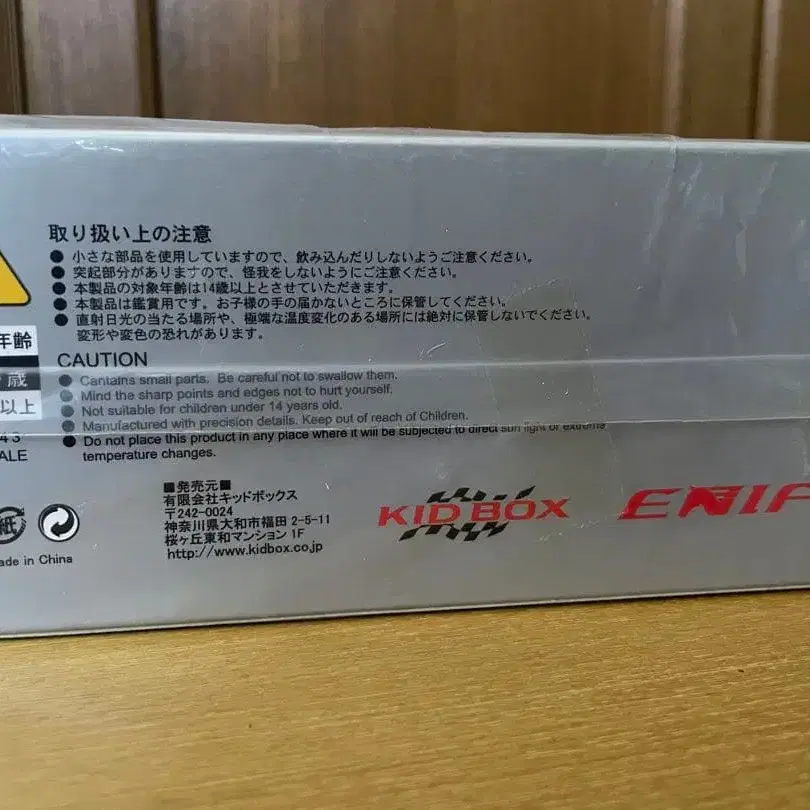 取り扱い上の注意
● 小さな部品を使用していますので、飲み込んだりしないようご注意ください。
● 突起部分がありますので、怪我をしないようにご注意ください。
● 本製品の対象年齢は14歳以上とさせていただきます。
● 本製品は鑑賞用です。お子様の手の届かないところに保管してください。
● 直射日光の当たる場所や、極端な温度変化のある場所には絶対に保管しないでください。
変形や変色の恐れがあります。
年齢
歳
以上
43
ALE
CAUTION
● Cantains small parts. Be careful not to swallow them.
● Mind the sharp points and edges not to hurt yourself.
● Not suitable for children under 14 years old.
● Manufactured with precision details. Keep out of reach of Children.
● Do not place this product in any place where it will be subjected to direct sun light or extreme
temperature changes.
紙
ade in China
■発売元■
有限会社キッドボックス
〒242-0024
神奈川県大和市福田 2-5-11
桜ヶ丘東和マンション 1F
http://www.kidbox.co.jp
KID BOX
ENIF